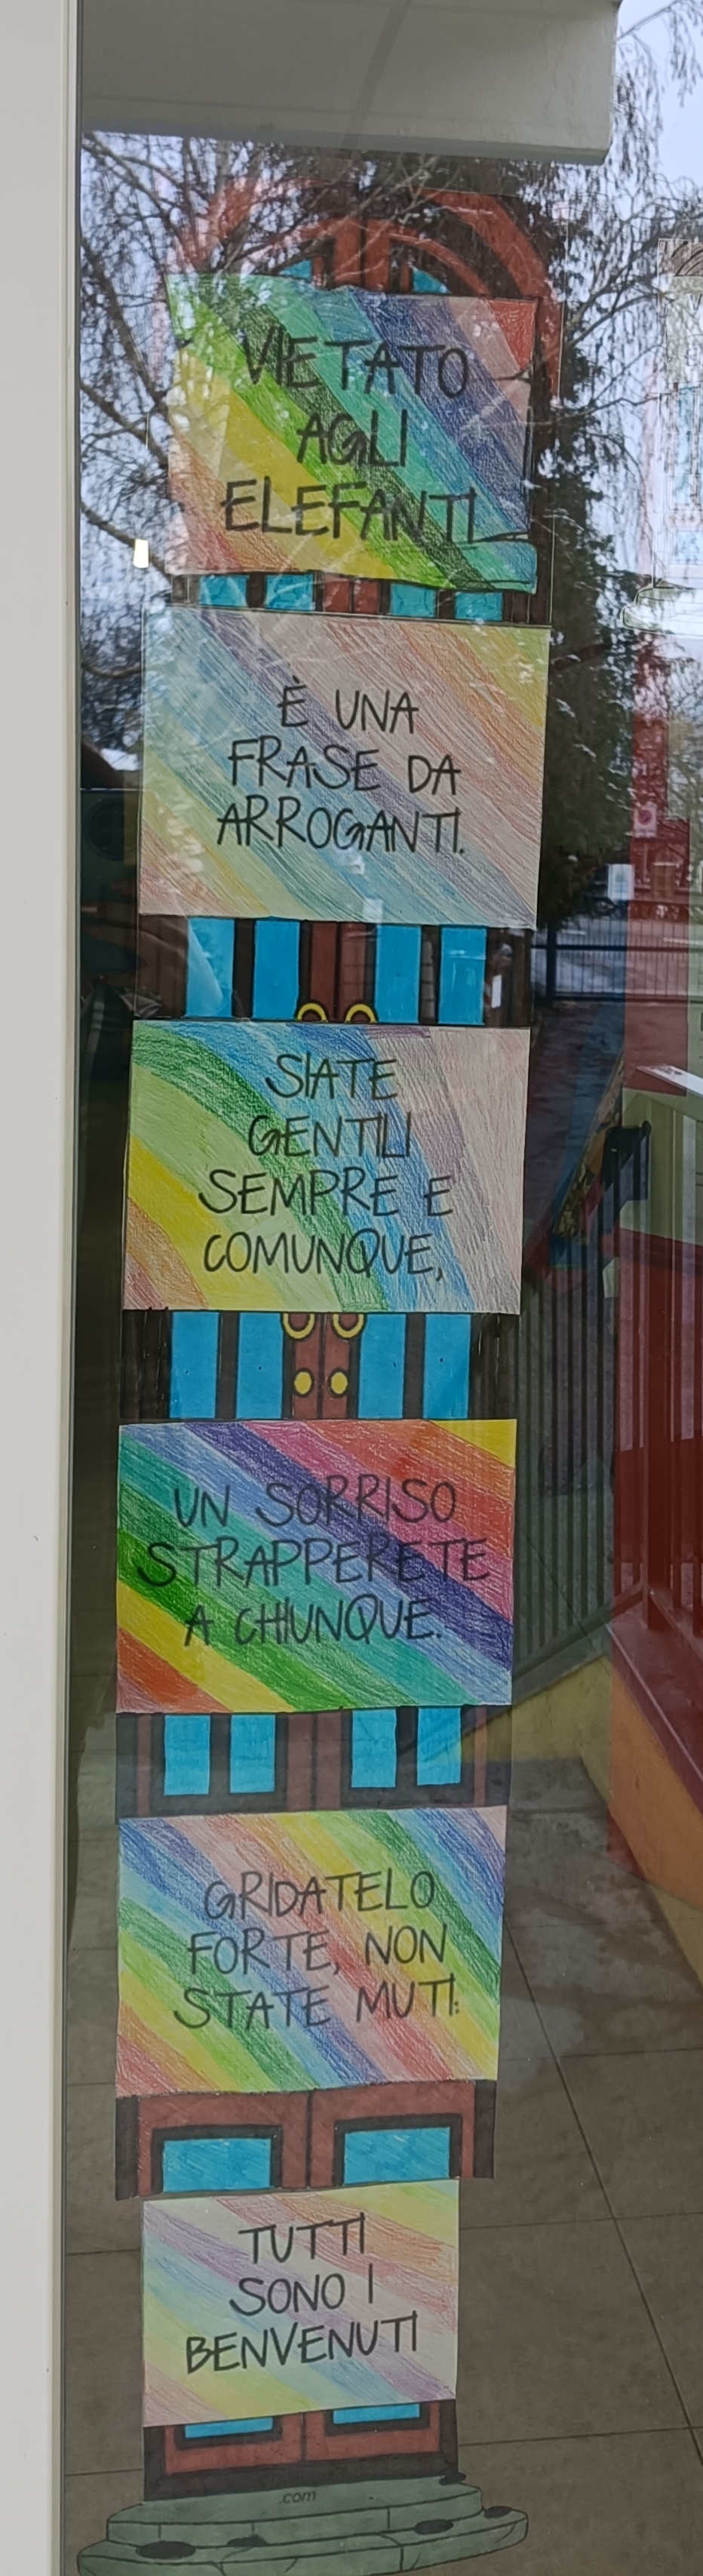 VIETATO
AGLI
ELEFANTI
È UNA
FRASE DA
ARROGANTI.
SIATE
GENTILI
SEMPRE E
COMUNQUE,
UN SORRISO
STRAPPERETE
A CHIUNQUE.
GRIDATELO
FORTE, NON
STATE MUTI:
TUTTI
SONO I
BENVENUTI
.com